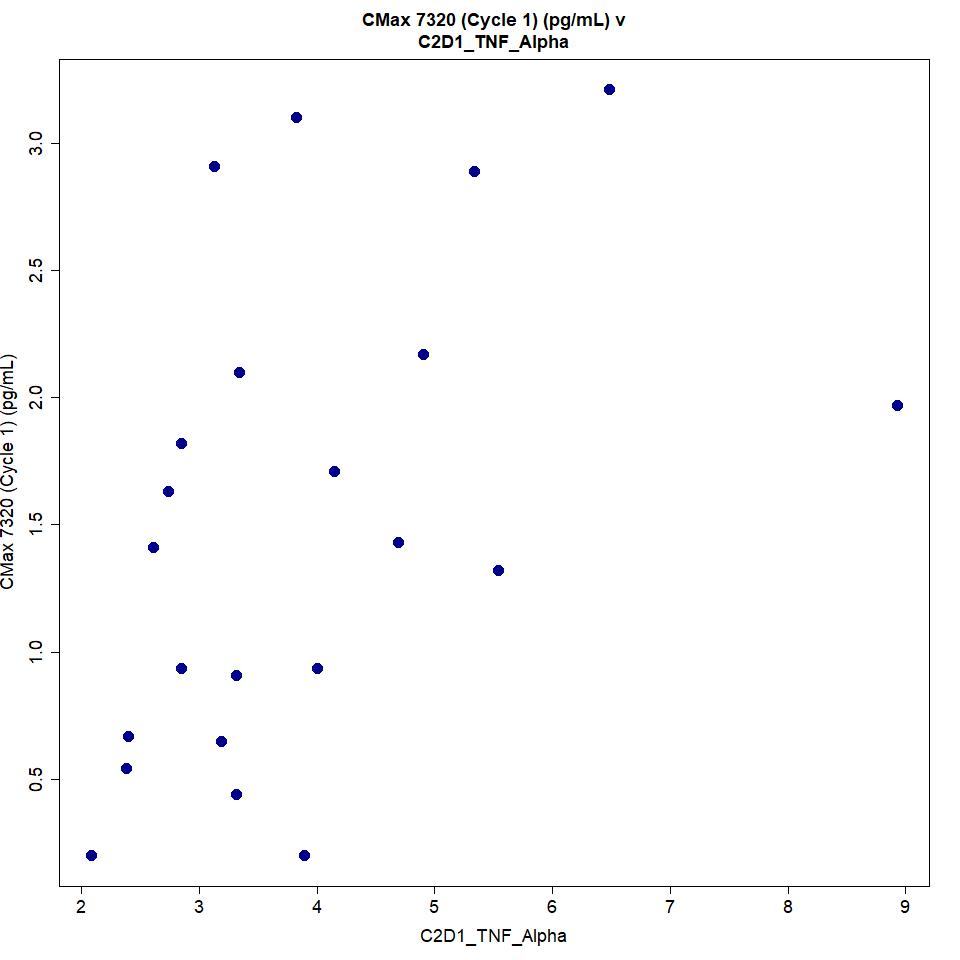 CMax 7320 (Cycle 1) (pg/mL) v
C2D1_TNF_Alpha
CMax 7320 (Cycle 1) (pg/mL)
3.0
2.5
2.0
1.5
1.0
0.5
2 3 4 5 6 7 8 9
C2D1_TNF_Alpha